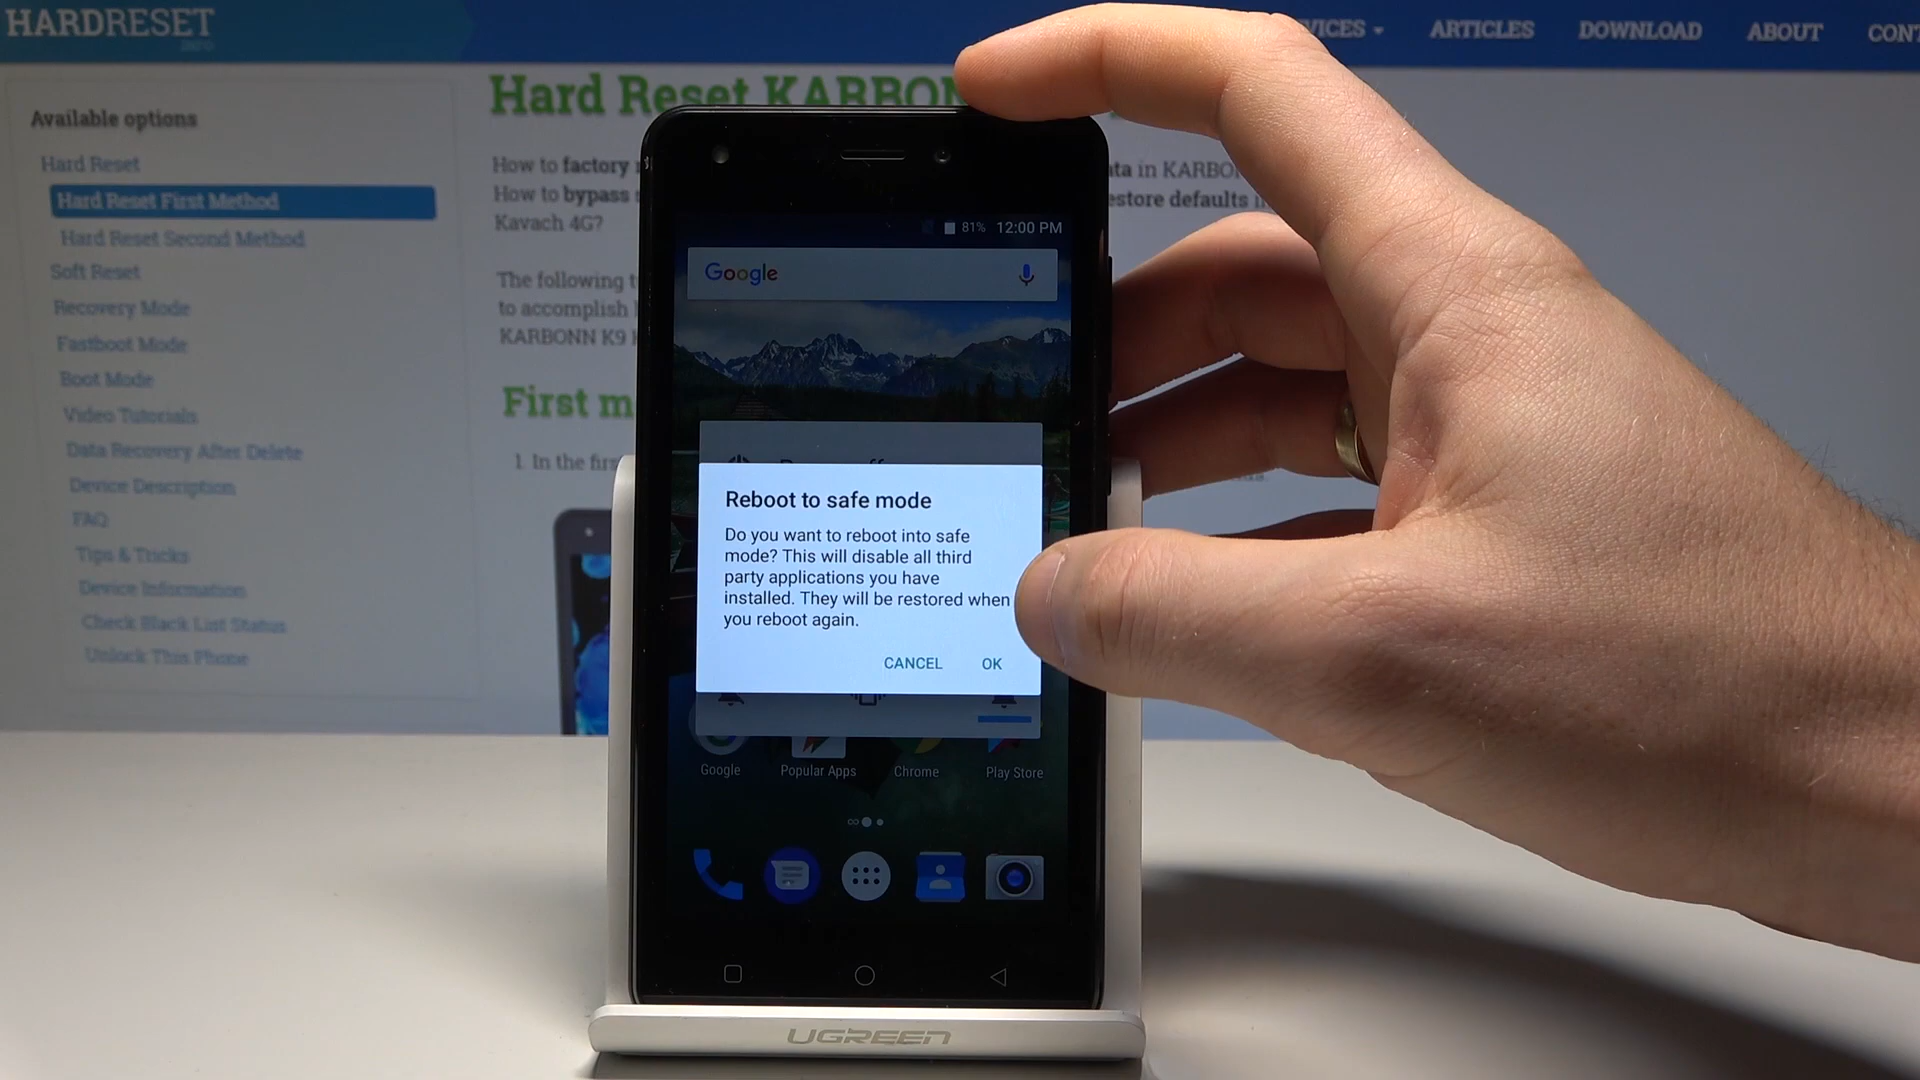 HARDRESET
INFO
VICES
ARTICLES
DOWNLOAD
ABOUT
Available options
Hard Reset
Hard Reset First Method
Hard Reset Second Method
Soft Reset
Recovery Mode
Fastboot Mode
Boot Mode
Video Tutorials
Data Recovery After Delete
Device Description
FAQ
Tips & Tricks
Device Information
Check Black List Status
Unlock This Phone
Hard Reset KARBON
How to factory
in KARBO
How to bypass
estore defaults
Kavach 4G?
The following
to accomplish
KARBONN K9
First m
1. In the firs
81% 12:00 PM
Google
Reboot to safe mode
Do you want to reboot into safe
mode? This will disable all third
party applications you have
installed. They will be restored when
you reboot again.
CANCEL OK
Google
Popular Apps
Chrome
Play Store
UGREEN